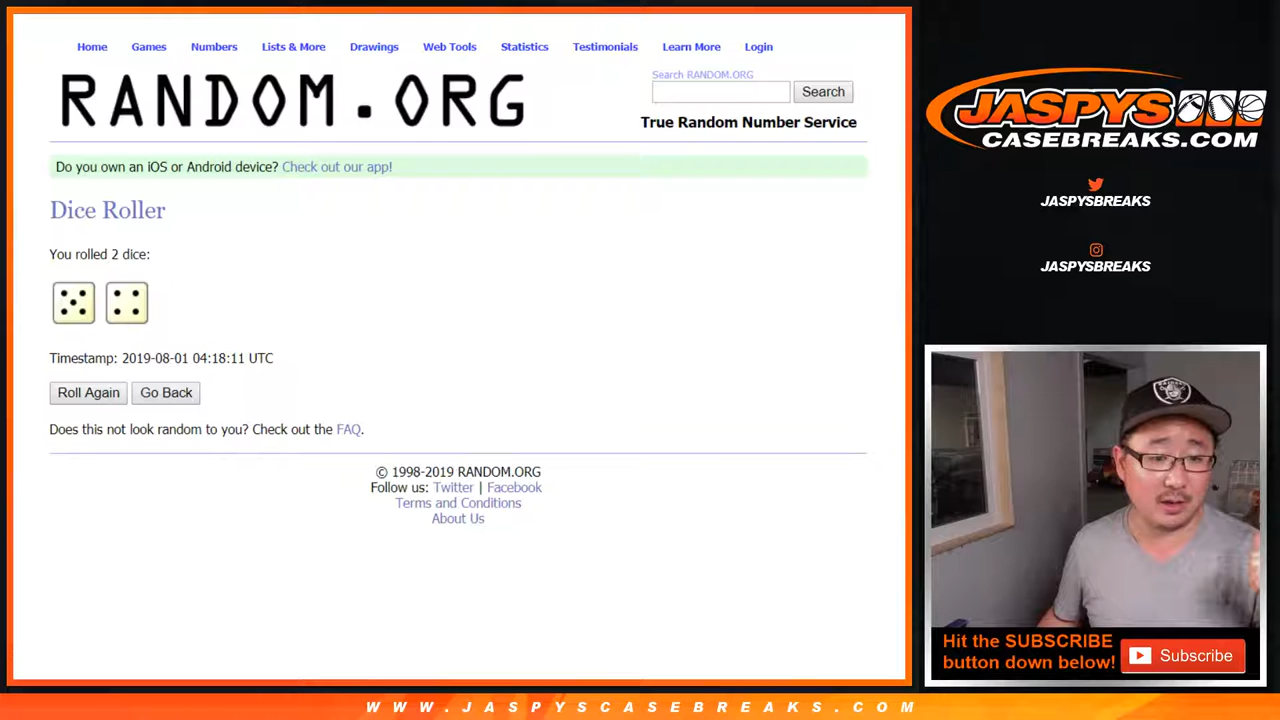 Home Games Numbers Lists & More Drawings Web Tools Statistics Testimonials Learn More Login
RANDOM.ORG
Search RANDOM.ORG
Search
True Random Number Service
Do you own an iOS or Android device? Check out our app!
Dice Roller
You rolled 2 dice:
Timestamp: 2019-08-01 04:18:11 UTC
Roll Again Go Back
Does this not look random to you? Check out the FAQ.
© 1998-2019 RANDOM.ORG
Follow us: Twitter | Facebook
Terms and Conditions
About Us
JASPYS
CASEBREAKS.COM
JASPYSBREAKS
JASPYSBREAKS
RAIDERS
Hit the SUBSCRIBE
button down below!
Subscribe
WWW.JASPYSCASEBREAKS.COM